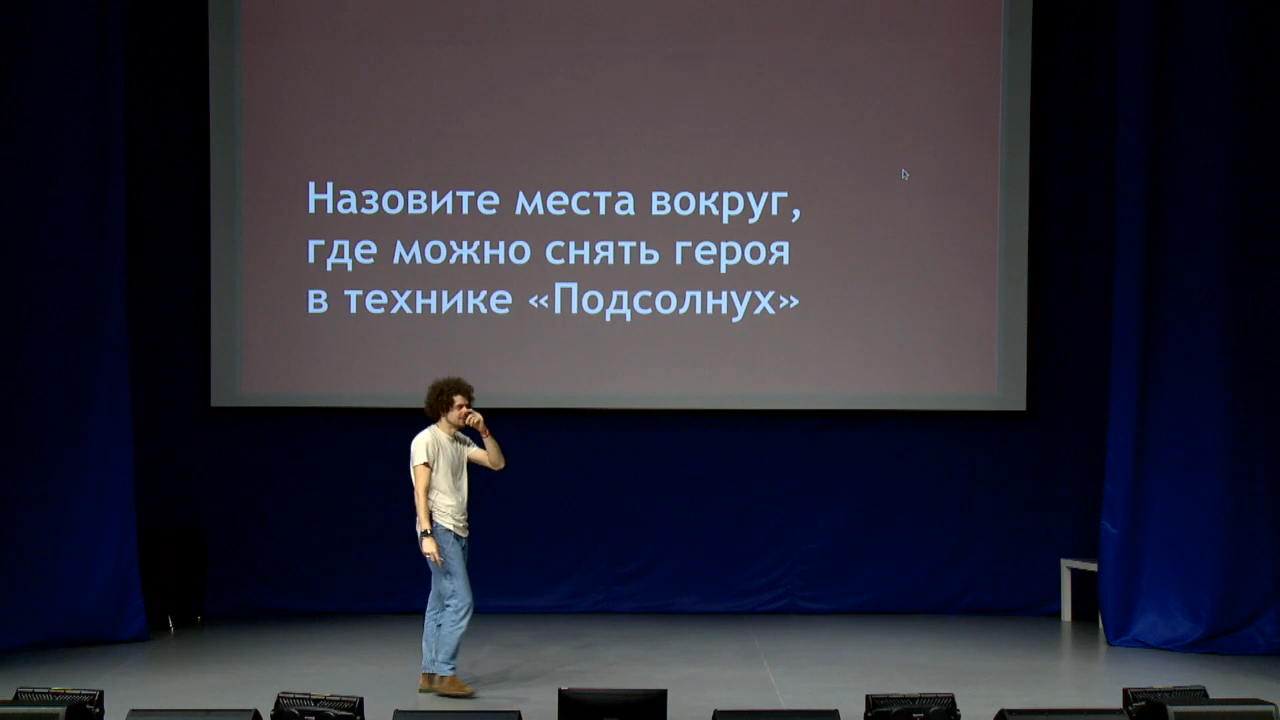 Назовите места вокруг,
где можно снять героя
в технике «Подсолнух»